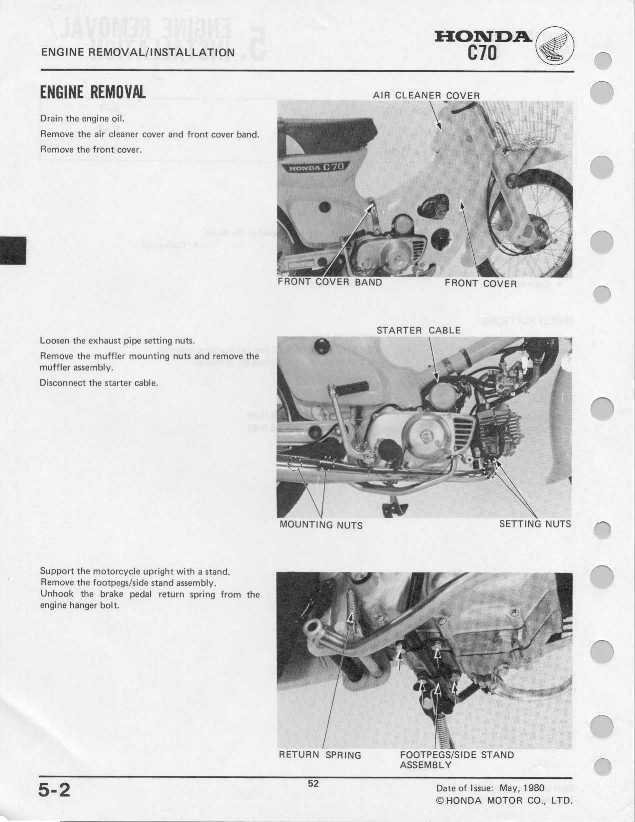 ENGINE REMOVAL/INSTALLATION
HONDA
C70
ENGINE REMOVAL
Drain the engine oil.
Remove the air cleaner cover and front cover band.
Remove the front cover.
AIR CLEANER COVER
HONDA C70
FRONT COVER BAND
FRONT COVER
Loosen the exhaust pipe setting nuts.
Remove the muffler mounting nuts and remove the
muffler assembly.
Disconnect the starter cable.
STARTER CABLE
MOUNTING NUTS
SETTING NUTS
Support the motorcycle upright with a stand.
Remove the footpegs/side stand assembly.
Unhook the brake pedal return spring from the
engine hanger bolt.
RETURN SPRING
FOOTPEGS/SIDE STAND
ASSEMBLY
5-2
52
Date of Issue: May, 1980
© HONDA MOTOR CO., LTD.